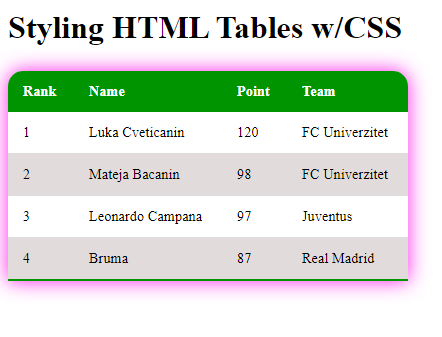 Styling HTML Tables w/CSS
Rank Name Point Team
1 Luka Cveticanin 120 FC Univerzitet
2 Mateja Bacanin 98 FC Univerzitet
3 Leonardo Campana 97 Juventus
4 Bruma 87 Real Madrid